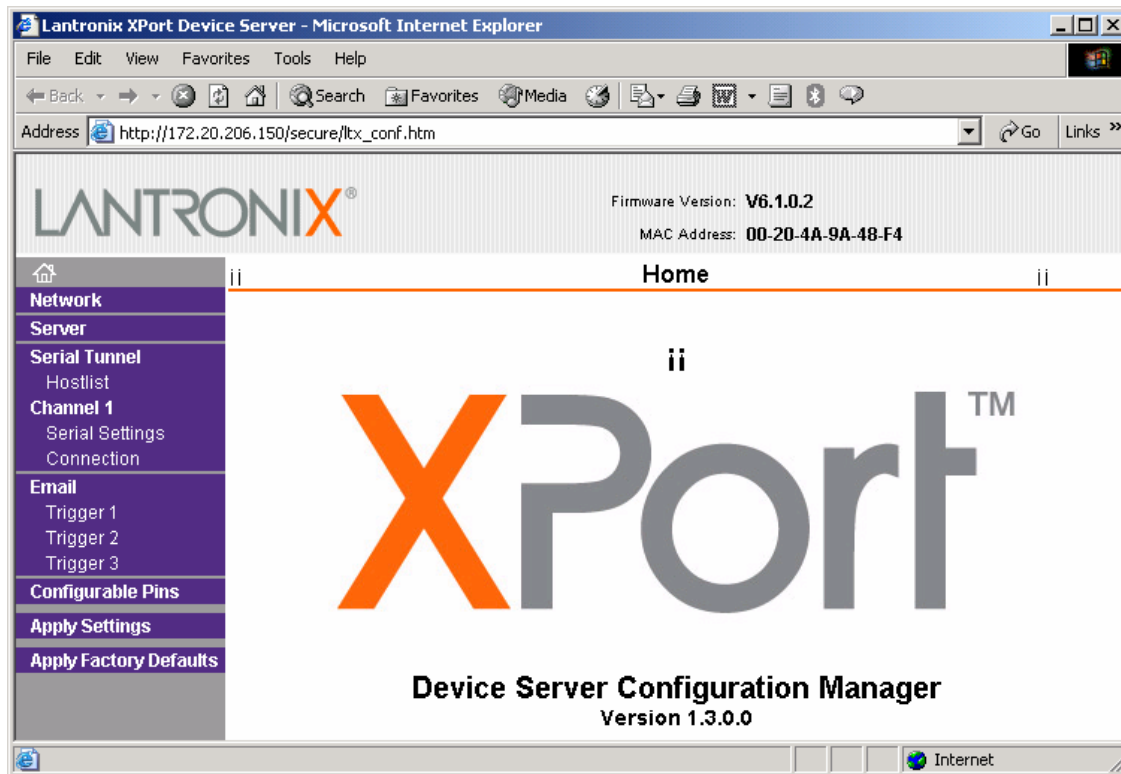 Lantronix XPort Device Server - Microsoft Internet Explorer
File Edit View Favorites Tools Help
Back Search Favorites Media
Address http://172.20.206.150/secure/ltx_conf.htm Go Links »
LANTRONIX®
Firmware Version: V6.1.0.2
MAC Address: 00-20-4A-9A-48-F4
¡¡ Home ¡¡
Network
Server
Serial Tunnel
Hostlist
Channel 1
Serial Settings
Connection
Email
Trigger 1
Trigger 2
Trigger 3
Configurable Pins
Apply Settings
Apply Factory Defaults
¡¡
XPort™
Device Server Configuration Manager
Version 1.3.0.0
Internet